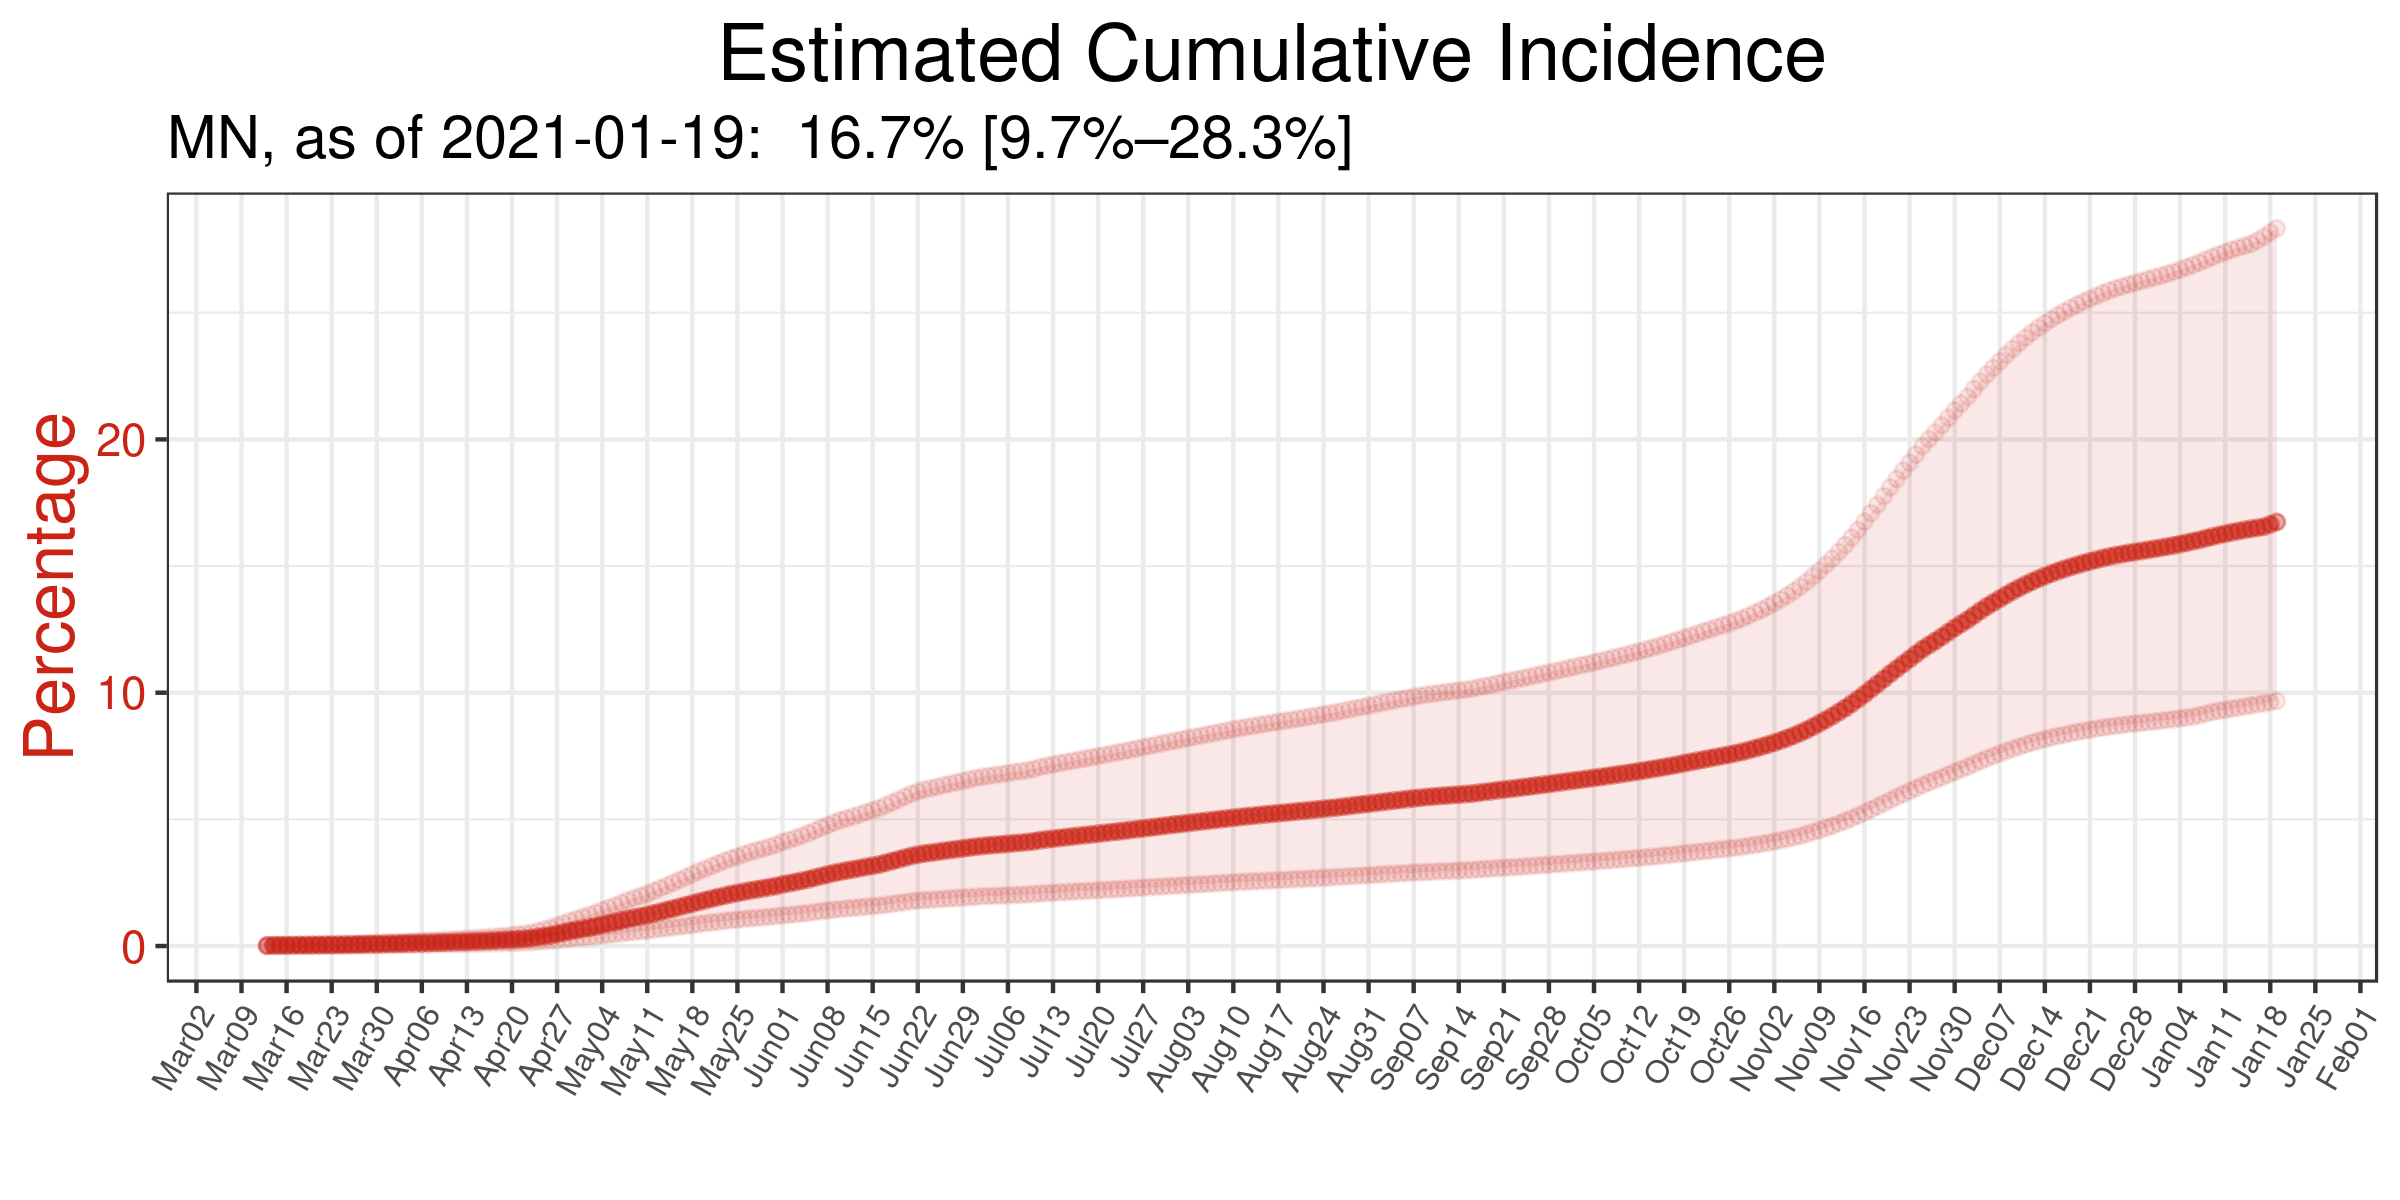 Estimated Cumulative Incidence
MN, as of 2021-01-19:  16.7% [9.7%–28.3%]
Percentage
20
10
0
Mar02
Mar09
Mar16
Mar23
Mar30
Apr06
Apr13
Apr20
Apr27
May04
May11
May18
May25
Jun01
Jun08
Jun15
Jun22
Jun29
Jul06
Jul13
Jul20
Jul27
Aug03
Aug10
Aug17
Aug24
Aug31
Sep07
Sep14
Sep21
Sep28
Oct05
Oct12
Oct19
Oct26
Nov02
Nov09
Nov16
Nov23
Nov30
Dec07
Dec14
Dec21
Dec28
Jan04
Jan11
Jan18
Jan25
Feb01